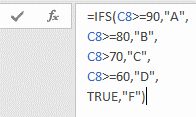 =IFS(C8>=90,"A",
C8>=80,"B",
C8>70,"C",
C8>=60,"D",
TRUE,"F")